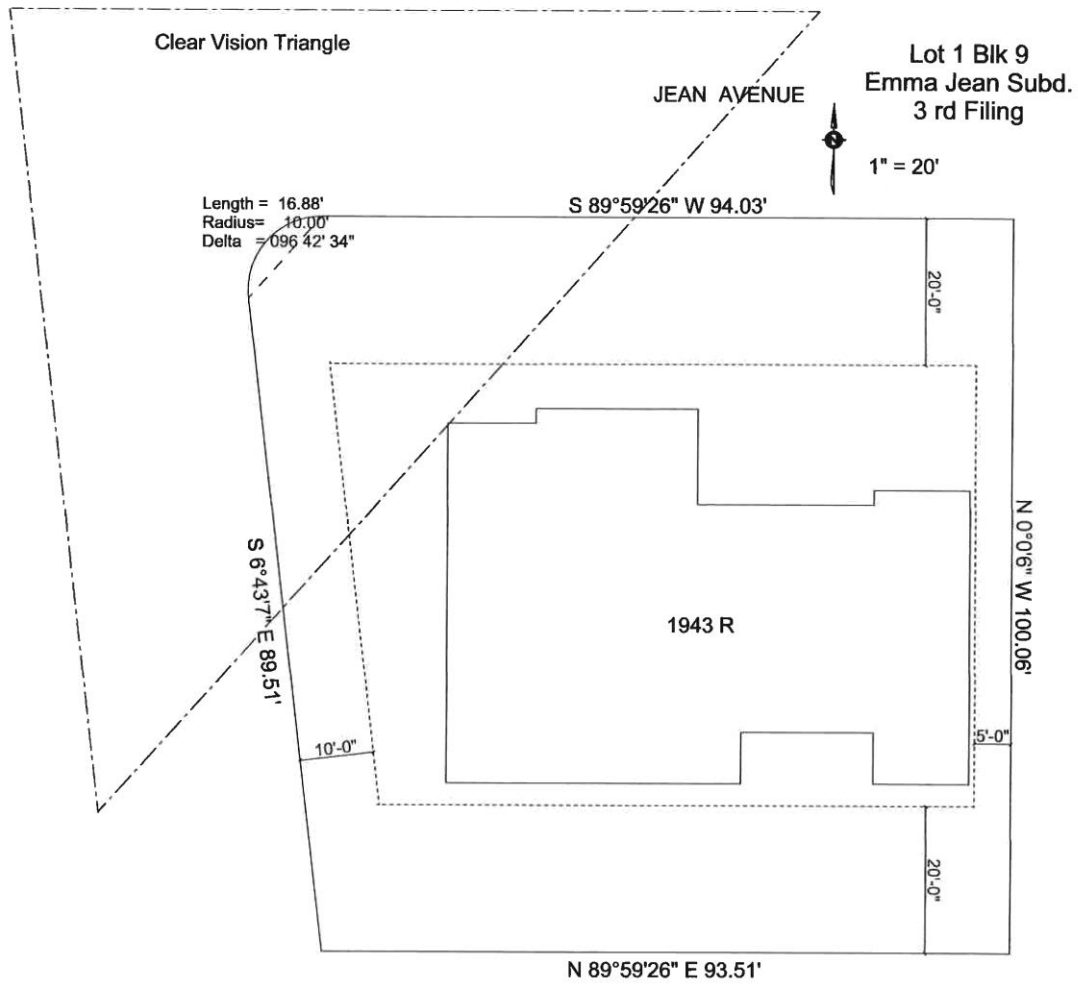 Clear Vision Triangle
Lot 1 Blk 9
Emma Jean Subd.
3 rd Filing
JEAN AVENUE
N
1" = 20'
Length = 16.88'
Radius= 10.00'
Delta = 096 42' 34"
S 89°59'26" W 94.03'
20'-0"
N 0°0'6" W 100.06'
S 6°43'7" E 89.51'
1943 R
10'-0"
5'-0"
20'-0"
N 89°59'26" E 93.51'